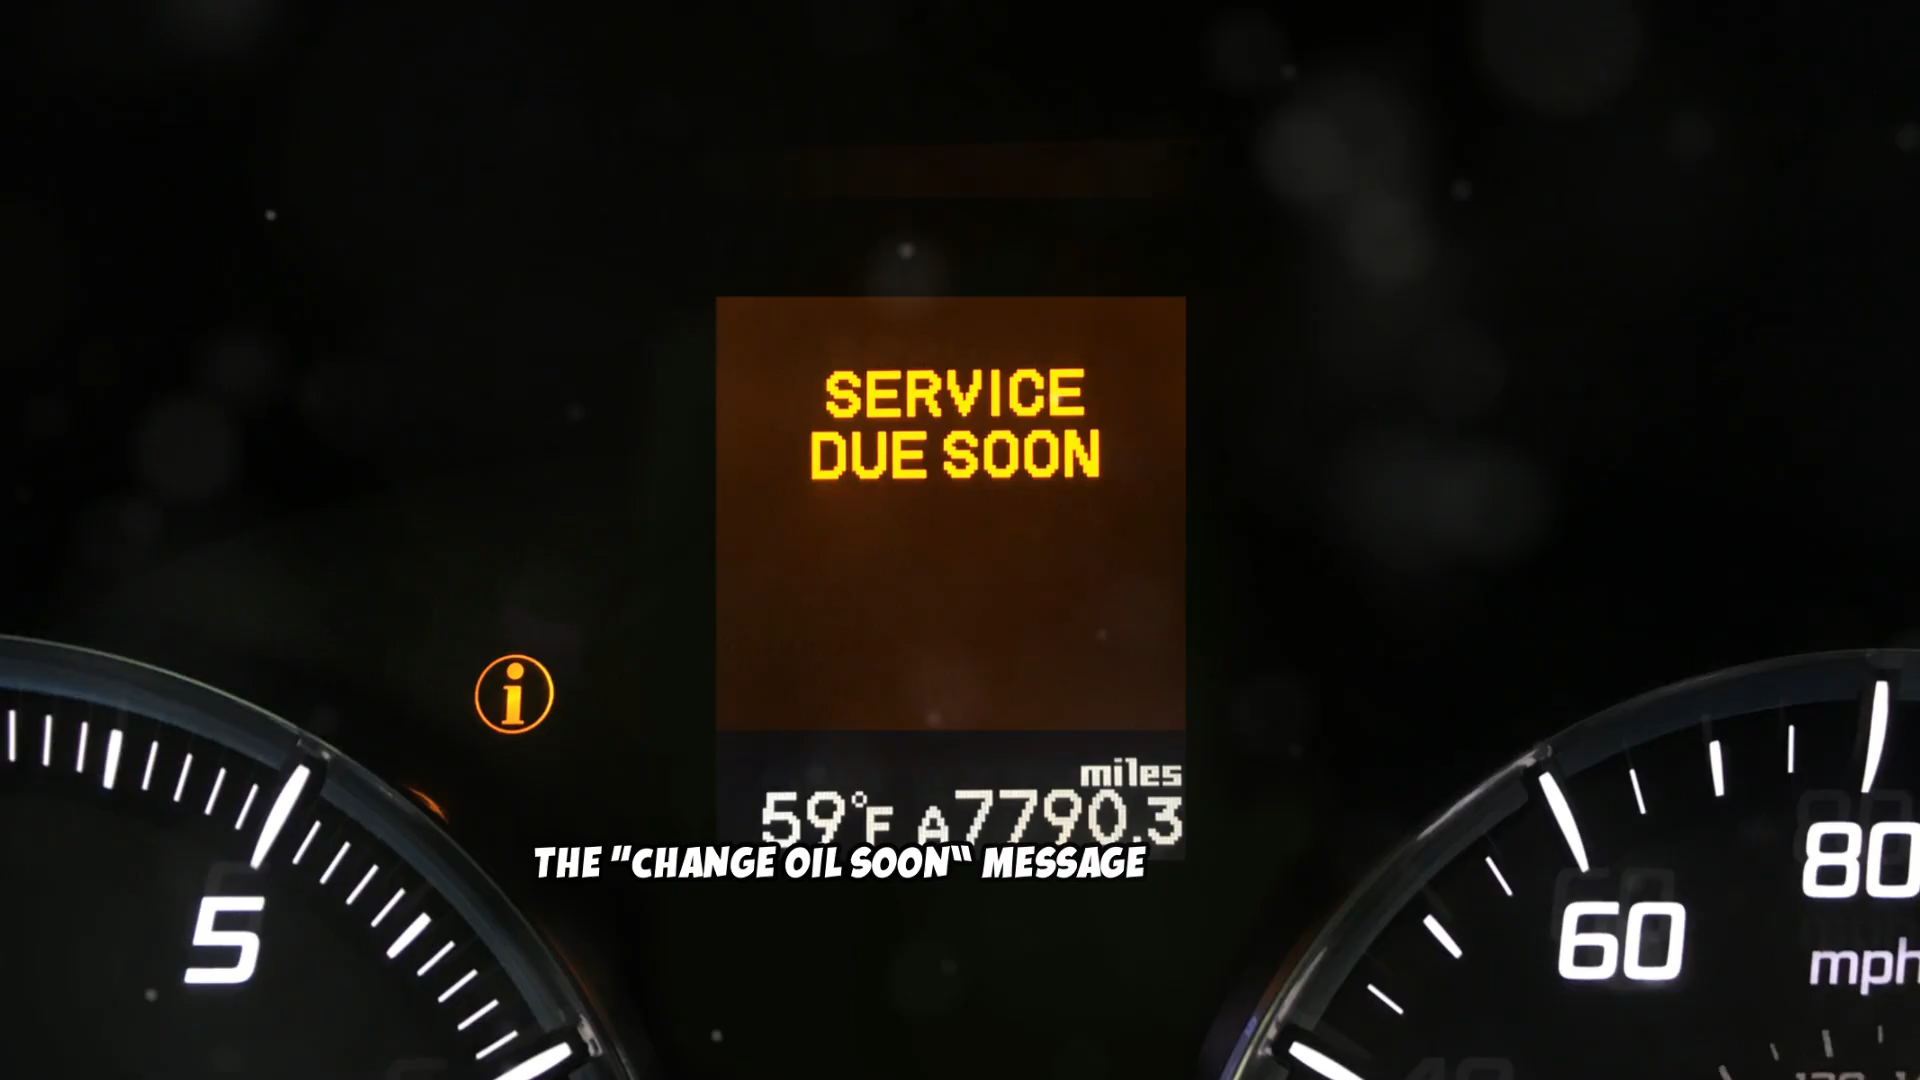 SERVICE
DUE SOON
i
miles
59°F A7790.3
THE "CHANGE OIL SOON" MESSAGE
5
60
80
mph